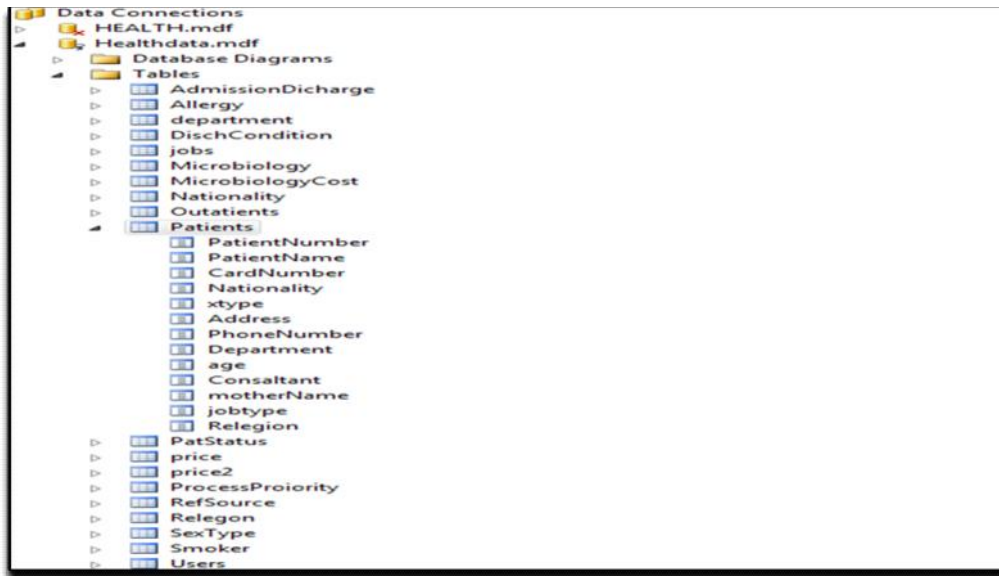 Data Connections
HEALTH.mdf
Healthdata.mdf
Database Diagrams
Tables
AdmissionDicharge
Allergy
department
DischCondition
jobs
Microbiology
MicrobiologyCost
Nationality
Outatients
Patients
PatientNumber
PatientName
CardNumber
Nationality
xtype
Address
PhoneNumber
Department
age
Consaltant
motherName
jobtype
Relegion
PatStatus
price
price2
ProcessProiority
RefSource
Relegon
SexType
Smoker
Users